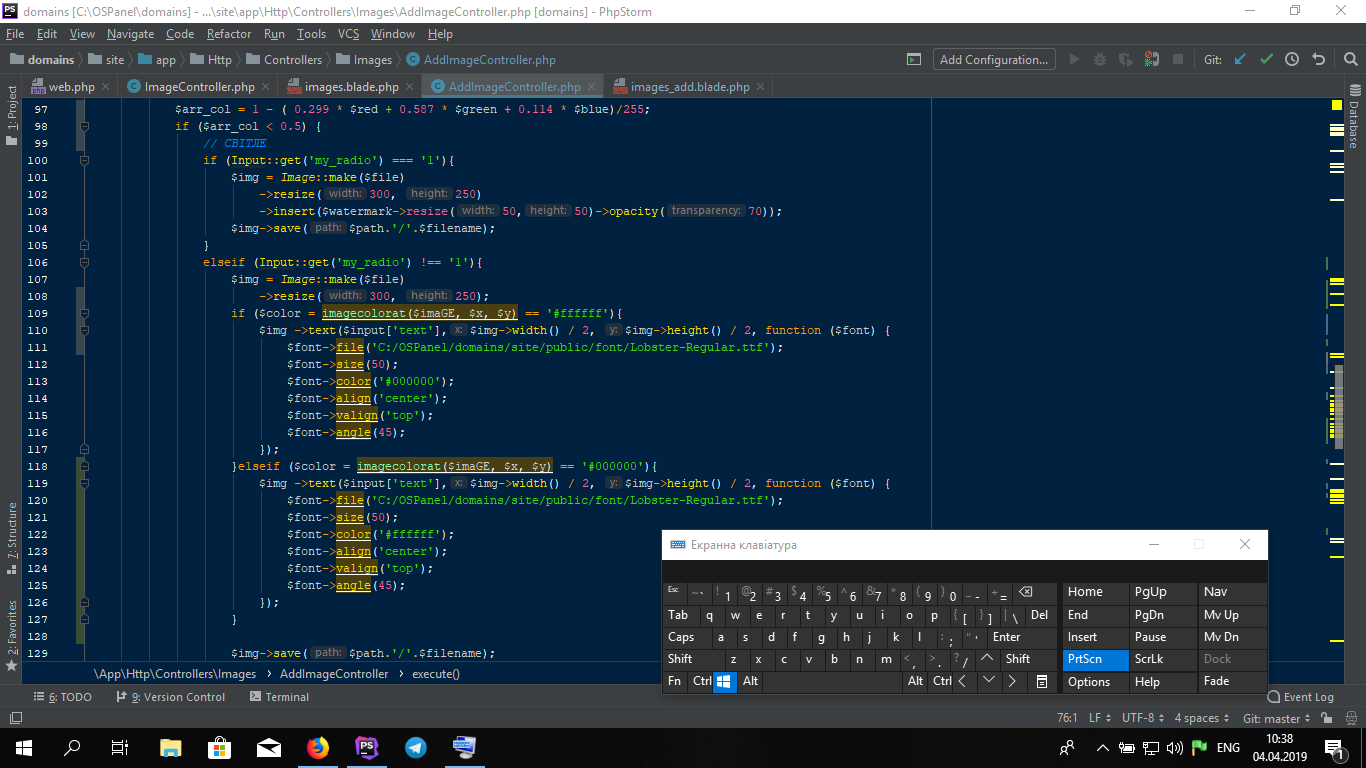 domains [C:\OSPanel\domains] - ...\site\app\Http\Controllers\Images\AddImageController.php [domains] - PhpStorm
File Edit View Navigate Code Refactor Run Tools VCS Window Help
domains site app Http Controllers Images AddImageController.php Add Configuration... Git:
web.php ImageController.php images.blade.php AddImageController.php images_add.blade.php
1: Project
Database
97 $arr_col = 1 - ( 0.299 * $red + 0.587 * $green + 0.114 * $blue)/255;
98 if ($arr_col < 0.5) {
99 // СВІТЛЕ
100 if (Input::get('my_radio') === '1'){
101 $img = Image::make($file)
102 ->resize( width: 300, height: 250)
103 ->insert($watermark->resize( width: 50, height: 50)->opacity( transparency: 70));
104 $img->save( path: $path.'/'.$filename);
105 }
106 elseif (Input::get('my_radio') !== '1'){
107 $img = Image::make($file)
108 ->resize( width: 300, height: 250);
109 if ($color = imagecolorat($imaGE, $x, $y) == '#ffffff'){
110 $img ->text($input['text'], x: $img->width() / 2, y: $img->height() / 2, function ($font) {
111 $font->file('C:/OSPanel/domains/site/public/font/Lobster-Regular.ttf');
112 $font->size(50);
113 $font->color('#000000');
114 $font->align('center');
115 $font->valign('top');
116 $font->angle(45);
117 });
118 }elseif ($color = imagecolorat($imaGE, $x, $y) == '#000000'){
119 $img ->text($input['text'], x: $img->width() / 2, y: $img->height() / 2, function ($font) {
120 $font->file('C:/OSPanel/domains/site/public/font/Lobster-Regular.ttf');
121 $font->size(50);
122 $font->color('#ffffff');
123 $font->align('center');
124 $font->valign('top');
125 $font->angle(45);
126 });
127 }
128
129 $img->save( path: $path.'/'.$filename);
7: Structure
2: Favorites
\App\Http\Controllers\Images › AddImageController › execute()
Екранна клавіатура
Esc ~ ` ! 1 @ 2 # 3 $ 4 % 5 ^ 6 & 7 * 8 ( 9 ) 0 _ - + = Home PgUp Nav
Tab q w e r t y u i o p { [ } ] | \ Del End PgDn Mv Up
Caps a s d f g h j k l : ; " ' Enter Insert Pause Mv Dn
Shift z x c v b n m < , > . ? / Shift PrtScn ScrLk Dock
Fn Ctrl Alt Alt Ctrl Options Help Fade
6: TODO 9: Version Control Terminal Event Log
76:1 LF UTF-8 4 spaces Git: master
ENG 10:38
04.04.2019
1